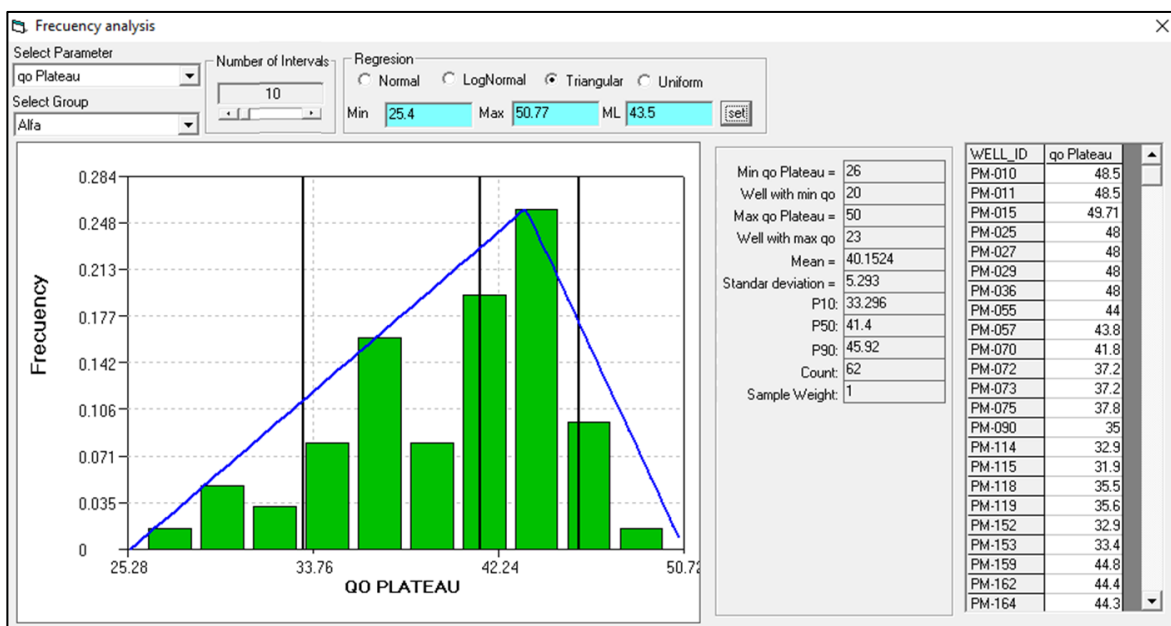 Frecuency analysis
Select Parameter
qo Plateau
Select Group
Alfa
Number of Intervals
10
Regresion
Normal LogNormal Triangular Uniform
Min 25.4 Max 50.77 ML 43.5 set
Frecuency
0.284
0.248
0.213
0.177
0.142
0.106
0.071
0.035
0
25.28 33.76 42.24 50.72
QO PLATEAU
Min qo Plateau = 26
Well with min qo 20
Max qo Plateau = 50
Well with max qo 23
Mean = 40.1524
Standar deviation = 5.293
P10: 33.296
P50: 41.4
P90: 45.92
Count: 62
Sample Weight: 1
WELL_ID qo Plateau
PM-010 48.5
PM-011 48.5
PM-015 49.71
PM-025 48
PM-027 48
PM-029 48
PM-036 48
PM-055 44
PM-057 43.8
PM-070 41.8
PM-072 37.2
PM-073 37.2
PM-075 37.8
PM-090 35
PM-114 32.9
PM-115 31.9
PM-118 35.5
PM-119 35.6
PM-152 32.9
PM-153 33.4
PM-159 44.8
PM-162 44.4
PM-164 44.3